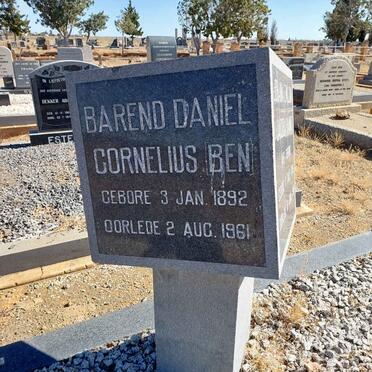 BAREND DANIEL
CORNELIUS BEN
GEBORE 3 JAN. 1892
OORLEDE 2 AUG. 1961